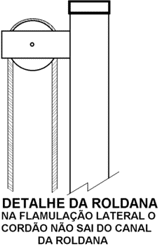 DETALHE DA ROLDANA
NA FLAMULAÇÃO LATERAL O
CORDÃO NÃO SAI DO CANAL
DA ROLDANA